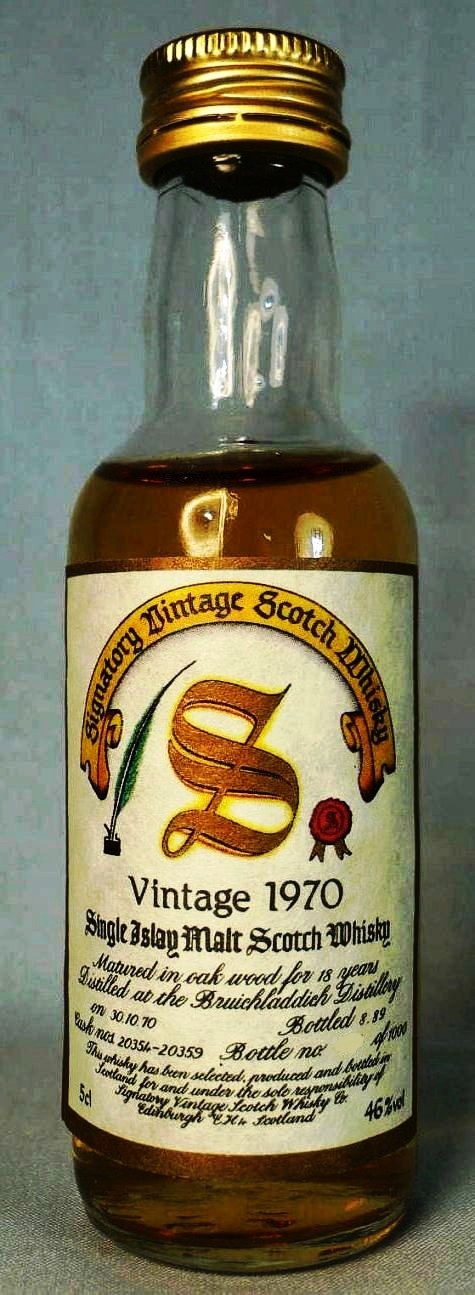 Signatory Vintage Scotch Whisky
S
S
Vintage 1970
Single Islay Malt Scotch Whisky
Matured in oak wood for 18 years
Distilled at the Bruichladdich Distillery
on 30.10.70 Bottled 8.89
Cask nos 20354-20359 Bottle no of 1000
This whisky has been selected, produced and bottled in
Scotland for and under the sole responsibility of
Signatory Vintage Scotch Whisky Co.
Edinburgh EH4 Scotland
5cl 46%vol